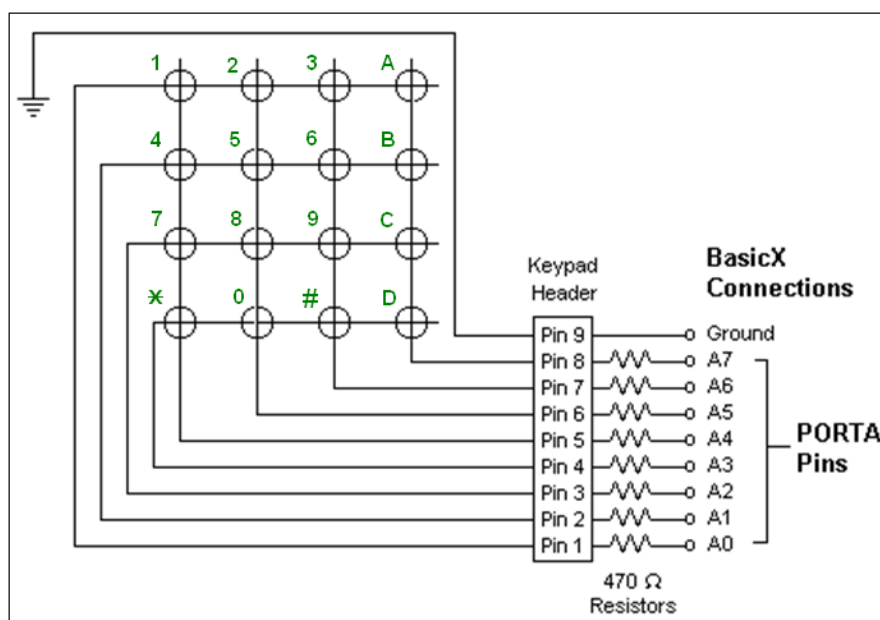 1 2 3 A
4 5 6 B
7 8 9 C
* 0 # D
Keypad
Header
BasicX
Connections
Pin 9 Ground
Pin 8 A7
Pin 7 A6
Pin 6 A5
Pin 5 A4
Pin 4 A3
Pin 3 A2
Pin 2 A1
Pin 1 A0
PORTA
Pins
470 Ω
Resistors